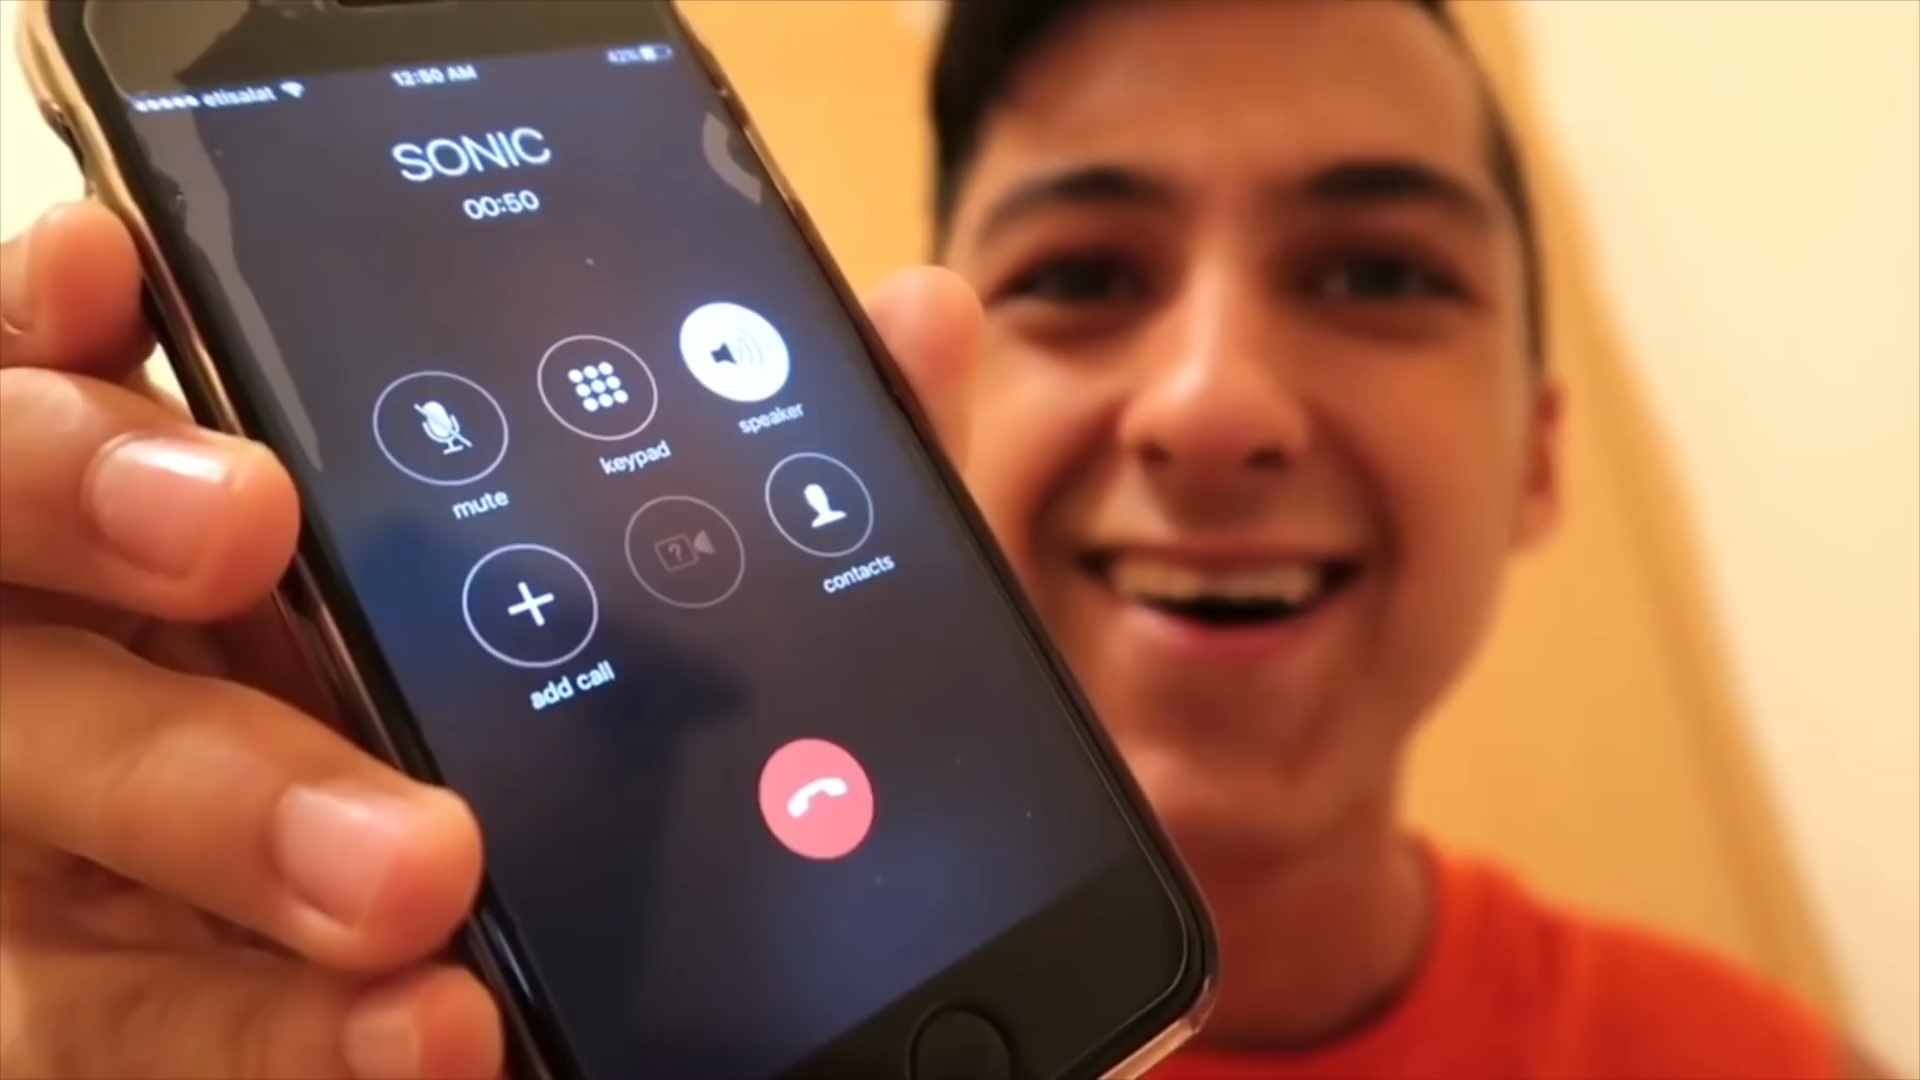 etisalat 12:50 AM 42%
SONIC
00:50
mute keypad speaker
add call contacts